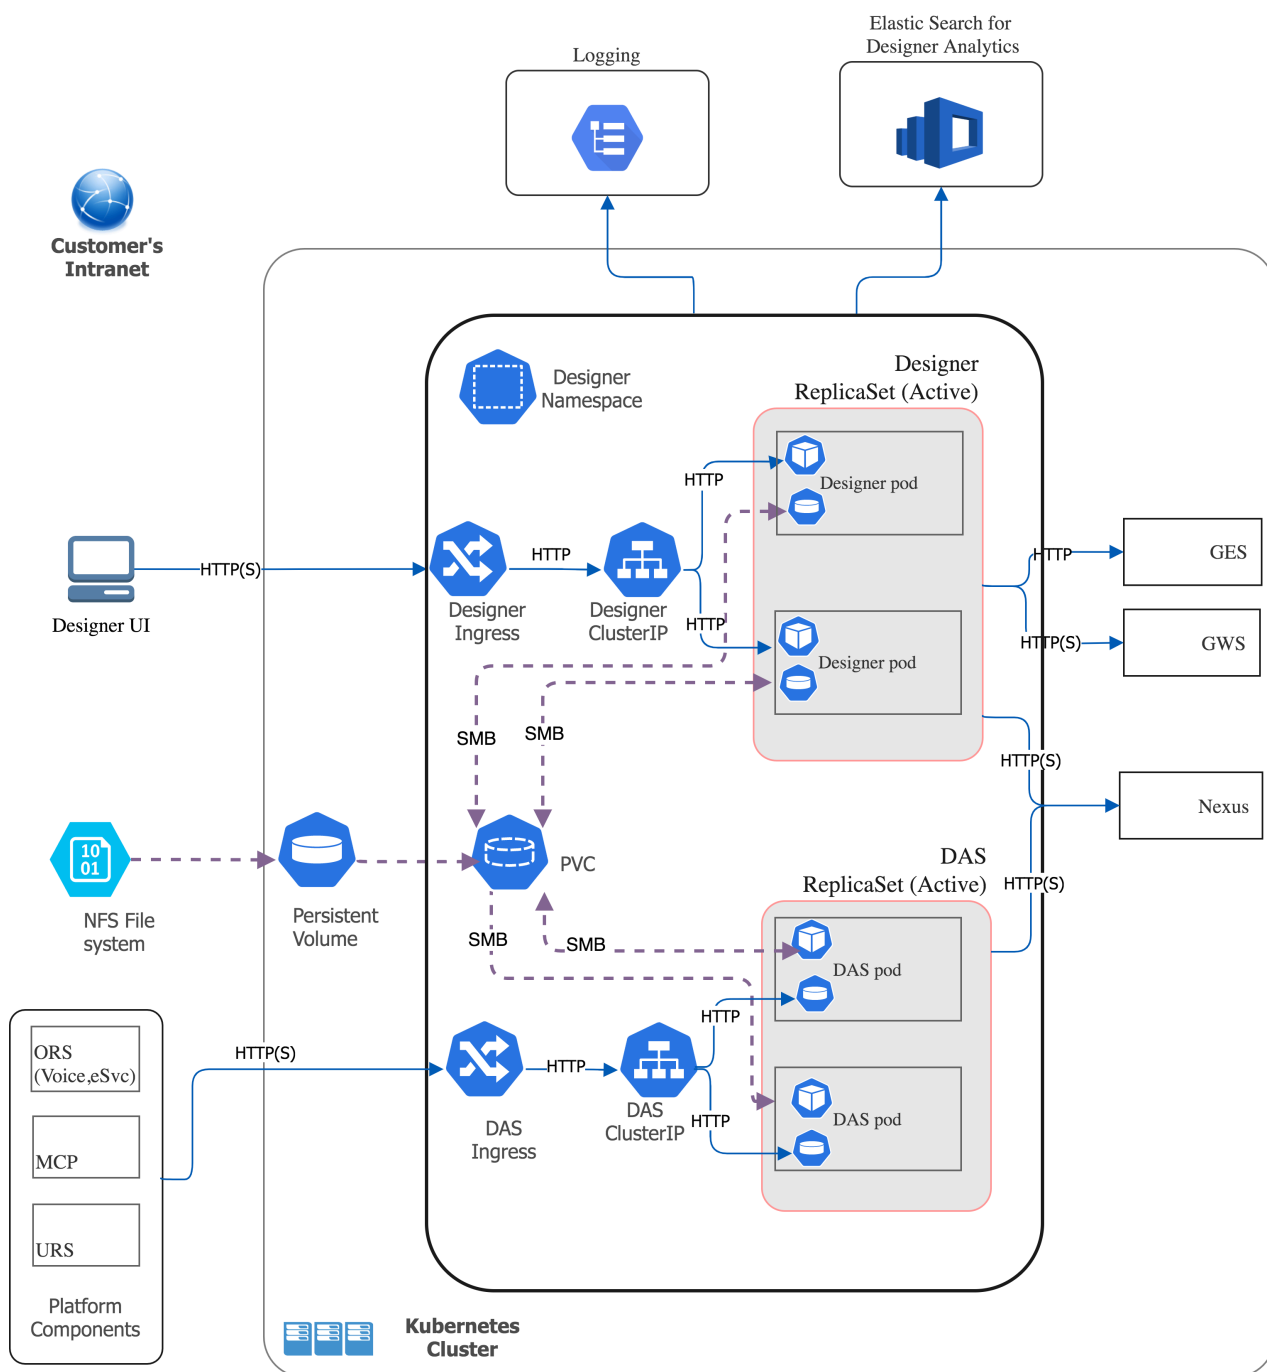 Elastic Search for
Designer Analytics
Logging
Customer's
Intranet
Designer
ReplicaSet (Active)
Designer
Namespace
HTTP
Designer pod
HTTP(S)
HTTP
Designer UI
Designer
Ingress
Designer
ClusterIP
HTTP
Designer pod
HTTP
GES
HTTP(S)
GWS
SMB
SMB
HTTP(S)
Nexus
10
01
NFS File
system
Persistent
Volume
PVC
DAS
ReplicaSet (Active)
HTTP(S)
SMB
SMB
DAS pod
HTTP
ORS
(Voice,eSvc)
MCP
URS
Platform
Components
HTTP(S)
HTTP
DAS
Ingress
DAS
ClusterIP
HTTP
DAS pod
Kubernetes
Cluster